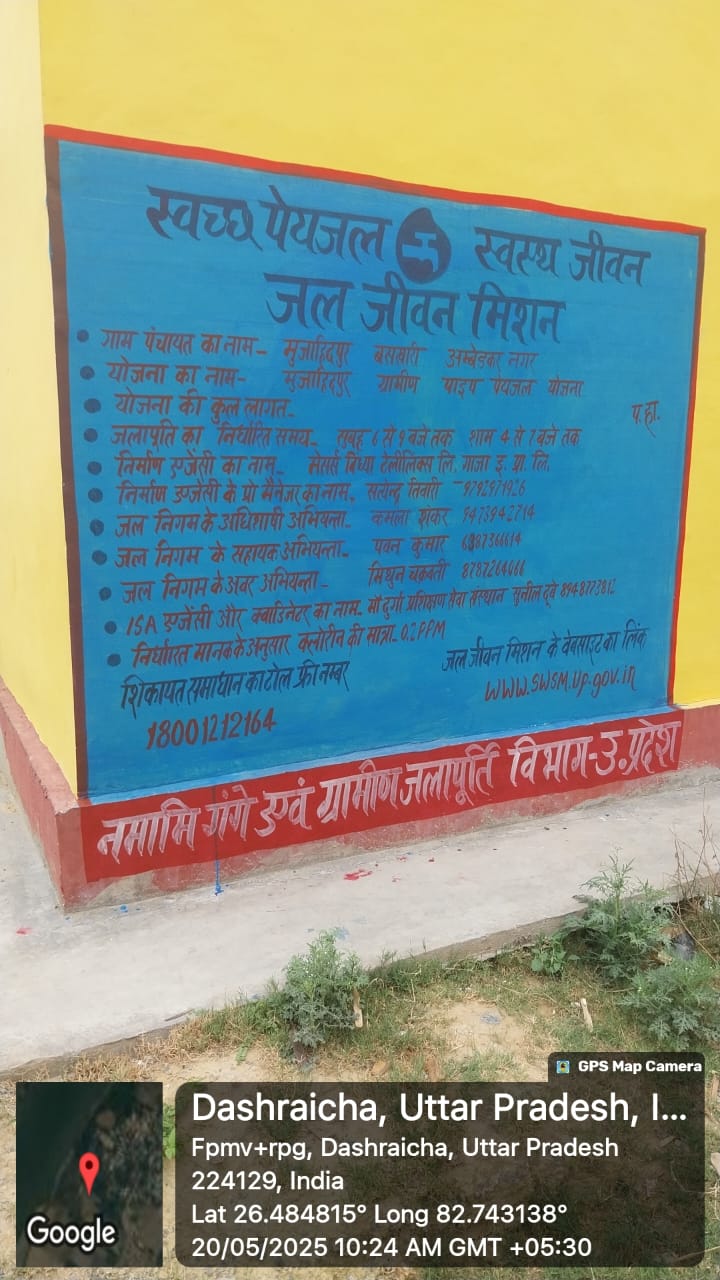 स्वच्छ पेयजल स्वस्थ जीवन
जल जीवन मिशन
• ग्राम पंचायत का नाम- मुजाहिदपुर बसखारी अम्बेडकर नगर
• योजना का नाम- मुजाहिदपुर ग्रामीण पाइप पेयजल योजना
• योजना की कुल लागत- प.हा.
• जलापूर्ति का निर्धारित समय- सुबह 6 से 9 बजे तक शाम 4 से 7 बजे तक
• निर्माण एजेंसी का नाम- मेसर्स विंध्या टेलीलिंक्स लि. गाजा इ. प्रा. लि.
• निर्माण एजेंसी के प्रो मैनेजर का नाम- सत्येन्द्र तिवारी - 9792971926
• जल निगम के अधिशाषी अभियन्ता- कमला शंकर 9473942714
• जल निगम के सहायक अभियन्ता- पवन कुमार
• जल निगम के अवर अभियन्ता- मिथुन चक्रवती 8787264066
• ISA एजेंसी और क्वाडिनेटर का नाम- माँ दुर्गा प्रशिक्षण सेवा संस्थान सुनील दूबे 8948773812
• निर्धारित मानक के अनुसार क्लोरीन की मात्रा- 0.2 PPM
शिकायत समाधान का टोल फ्री नम्बर
18001212164
जल जीवन मिशन के वेबसाइट का लिंक
www.swsm.up.gov.in
नमामि गंगे एवं ग्रामीण जलापूर्ति विभाग-उ.प्रदेश
GPS Map Camera
Dashraicha, Uttar Pradesh, I...
Fpmv+rpg, Dashraicha, Uttar Pradesh
224129, India
Lat 26.484815° Long 82.743138°
20/05/2025 10:24 AM GMT +05:30
Google